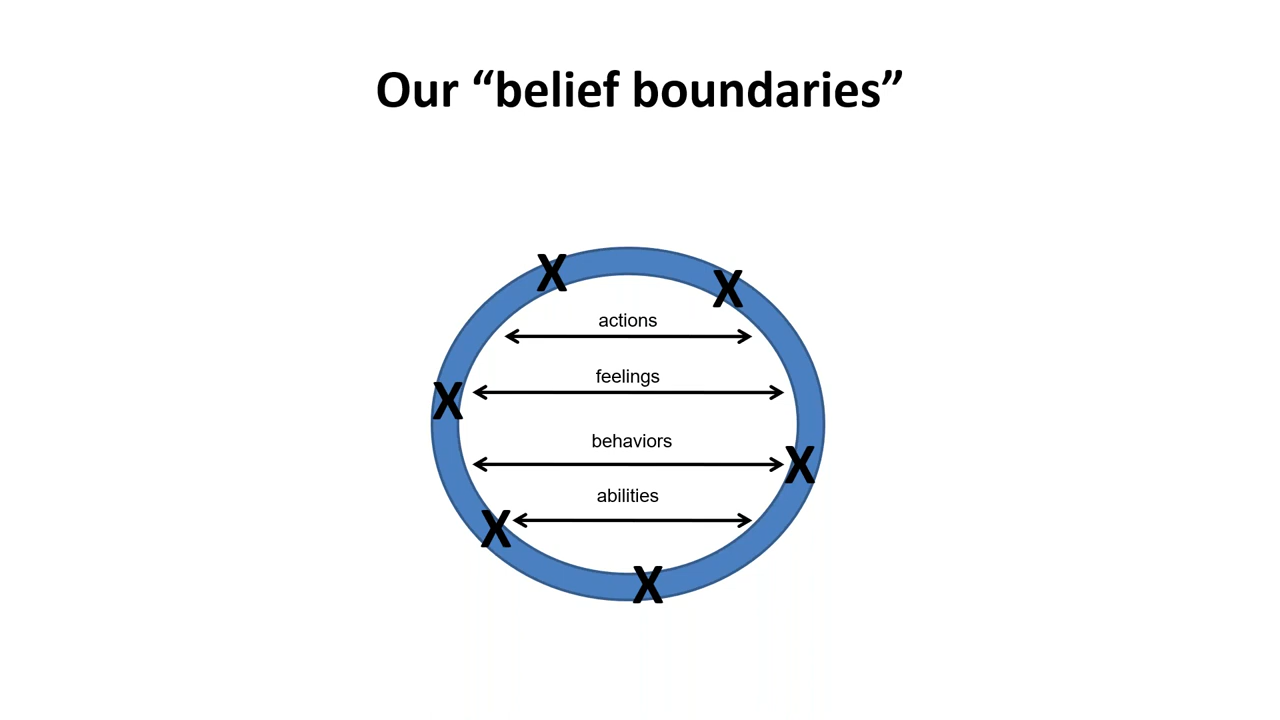 Our “belief boundaries”
X
X
actions
feelings
X
behaviors
X
abilities
X
X